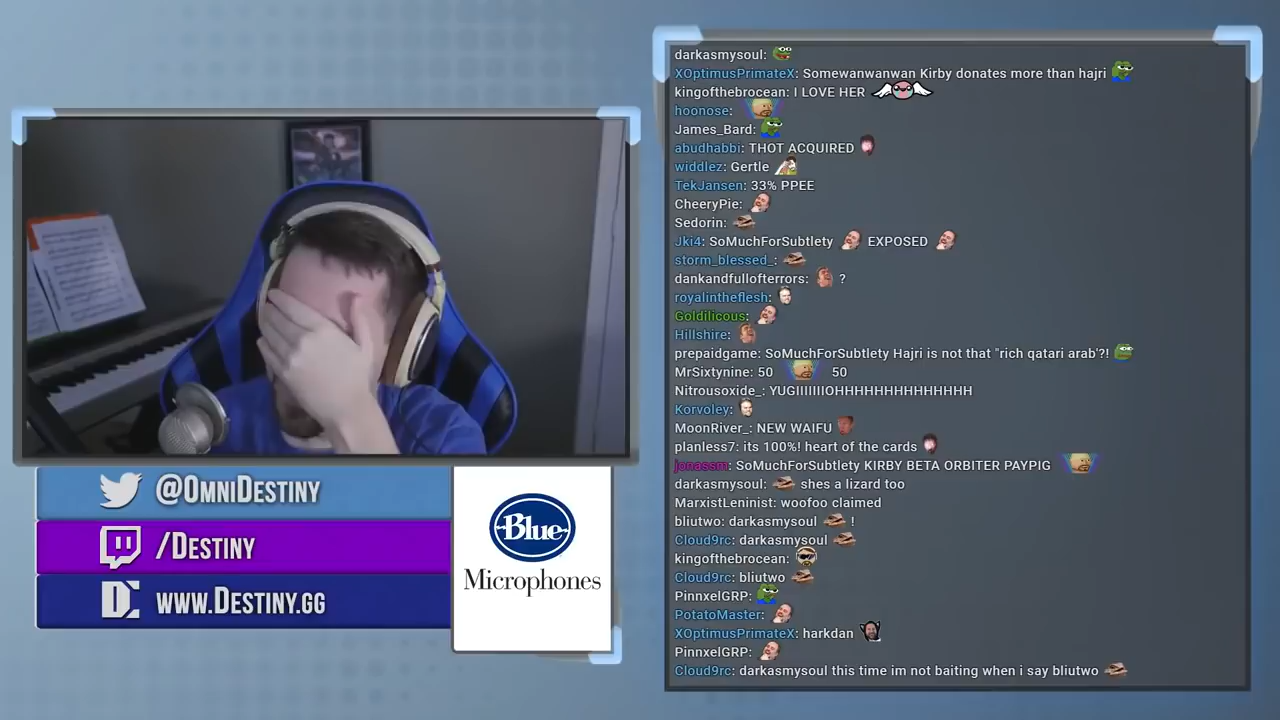 darkasmysoul:
XOptimusPrimateX: Somewanwanwan Kirby donates more than hajri
kingofthebrocean: I LOVE HER
hoonose:
James_Bard:
abudhabbi: THOT ACQUIRED
widdlez: Gertle
TekJansen: 33% PPEE
CheeryPie:
Sedorin:
Jki4: SoMuchForSubtlety EXPOSED
storm_blessed_:
dankandfullofterrors: ?
royalintheflesh:
Goldilicous:
Hillshire:
prepaidgame: SoMuchForSubtlety Hajri is not that "rich qatari arab'?!
MrSixtynine: 50 50
Nitrousoxide_: YUGIIIIIIIOHHHHHHHHHHHHHH
Korvoley:
MoonRiver_: NEW WAIFU
planless7: its 100%! heart of the cards
jonassm: SoMuchForSubtlety KIRBY BETA ORBITER PAYPIG
darkasmysoul: shes a lizard too
MarxistLeninist: woofoo claimed
bliutwo: darkasmysoul !
Cloud9rc: darkasmysoul
kingofthebrocean:
Cloud9rc: bliutwo
PinnxelGRP:
PotatoMaster:
XOptimusPrimateX: harkdan
PinnxelGRP:
Cloud9rc: darkasmysoul this time im not baiting when i say bliutwo
@OmniDestiny
/Destiny
www.Destiny.gg
Blue
Microphones